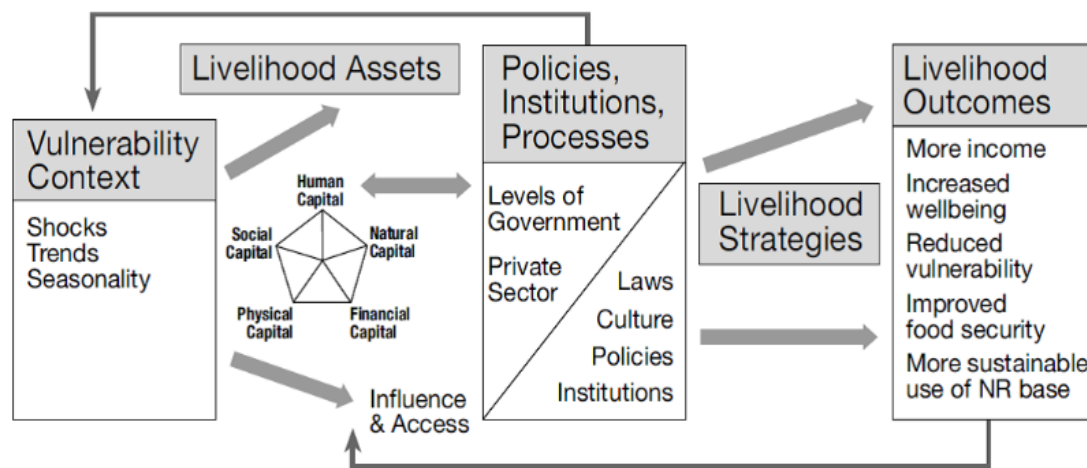 Livelihood Assets
Vulnerability
Context
Shocks
Trends
Seasonality
Human
Capital
Social
Capital
Natural
Capital
Physical
Capital
Financial
Capital
Influence
& Access
Policies,
Institutions,
Processes
Levels of
Government
Private
Sector
Laws
Culture
Policies
Institutions
Livelihood
Strategies
Livelihood
Outcomes
More income
Increased
wellbeing
Reduced
vulnerability
Improved
food security
More sustainable
use of NR base